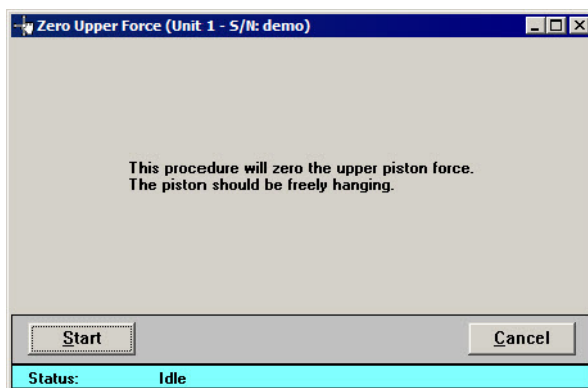 Zero Upper Force (Unit 1 - S/N: demo)
This procedure will zero the upper piston force.
The piston should be freely hanging.
Start Cancel
Status: Idle